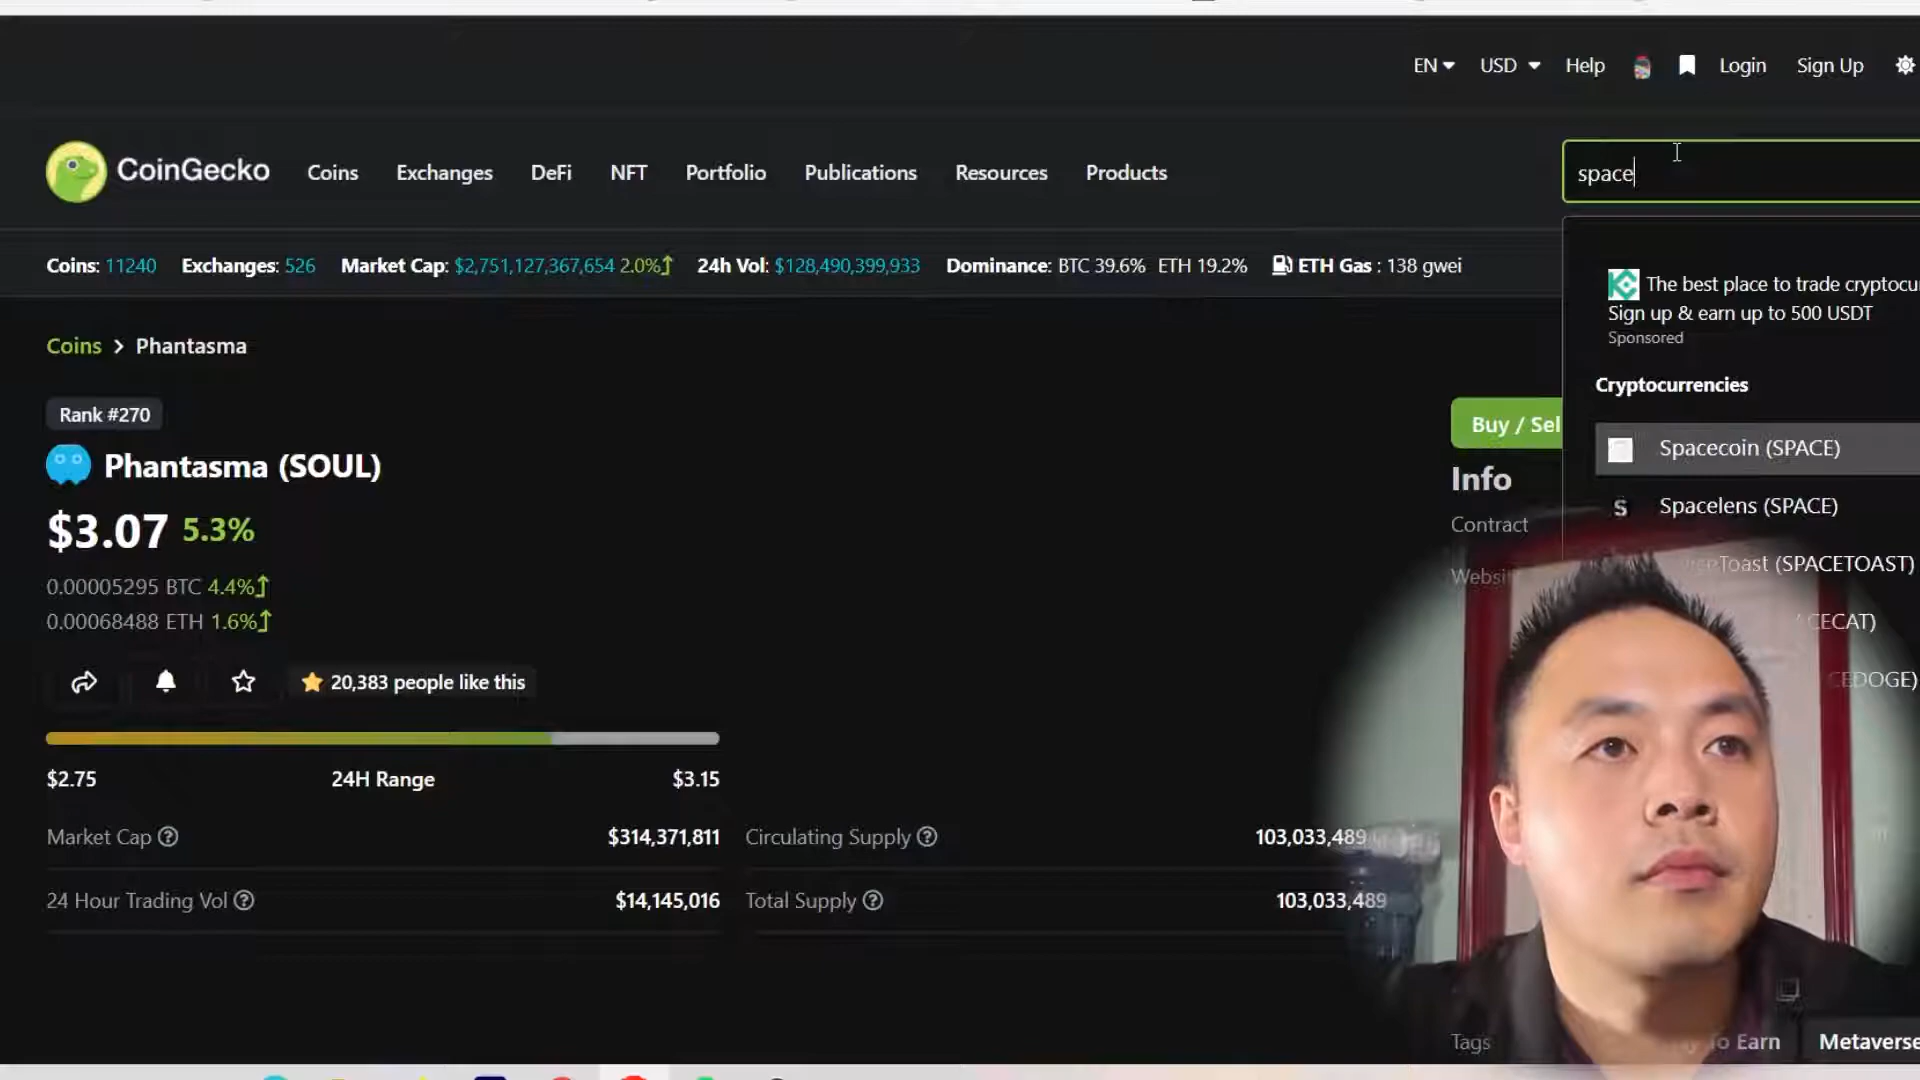 EN USD Help Login Sign Up
CoinGecko Coins Exchanges DeFi NFT Portfolio Publications Resources Products
space
Coins: 11240 Exchanges: 526 Market Cap: $2,751,127,367,654 2.0% 24h Vol: $128,490,399,933 Dominance: BTC 39.6% ETH 19.2% ETH Gas : 138 gwei
The best place to trade
Sign up & earn up to 500 USDT
Sponsored
Coins > Phantasma
Cryptocurrencies
Rank #270
Buy /
Spacecoin (SPACE)
Phantasma (SOUL)
Info
Spacelens (SPACE)
$3.07 5.3%
Contract
(SPACETOAST)
0.00005295 BTC 4.4%
0.00068488 ETH 1.6%
20,383 people like this
$2.75 24H Range $3.15
Market Cap $314,371,811 Circulating Supply 103,033,489
24 Hour Trading Vol $14,145,016 Total Supply 103,033,489
Tags To Earn Metaverse